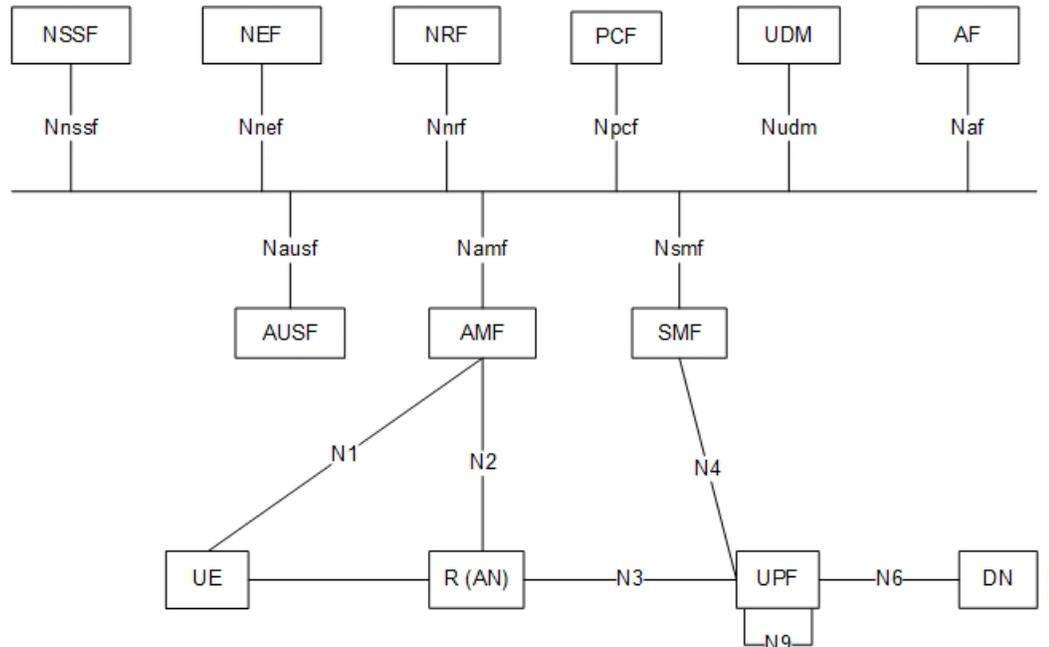 NSSF NEF NRF PCF UDM AF
Nnssf Nnef Nnrf Npcf Nudm Naf
Nausf Namf Nsmf
AUSF AMF SMF
N1 N2 N4
UE R (AN) N3 UPF N6 DN
N9